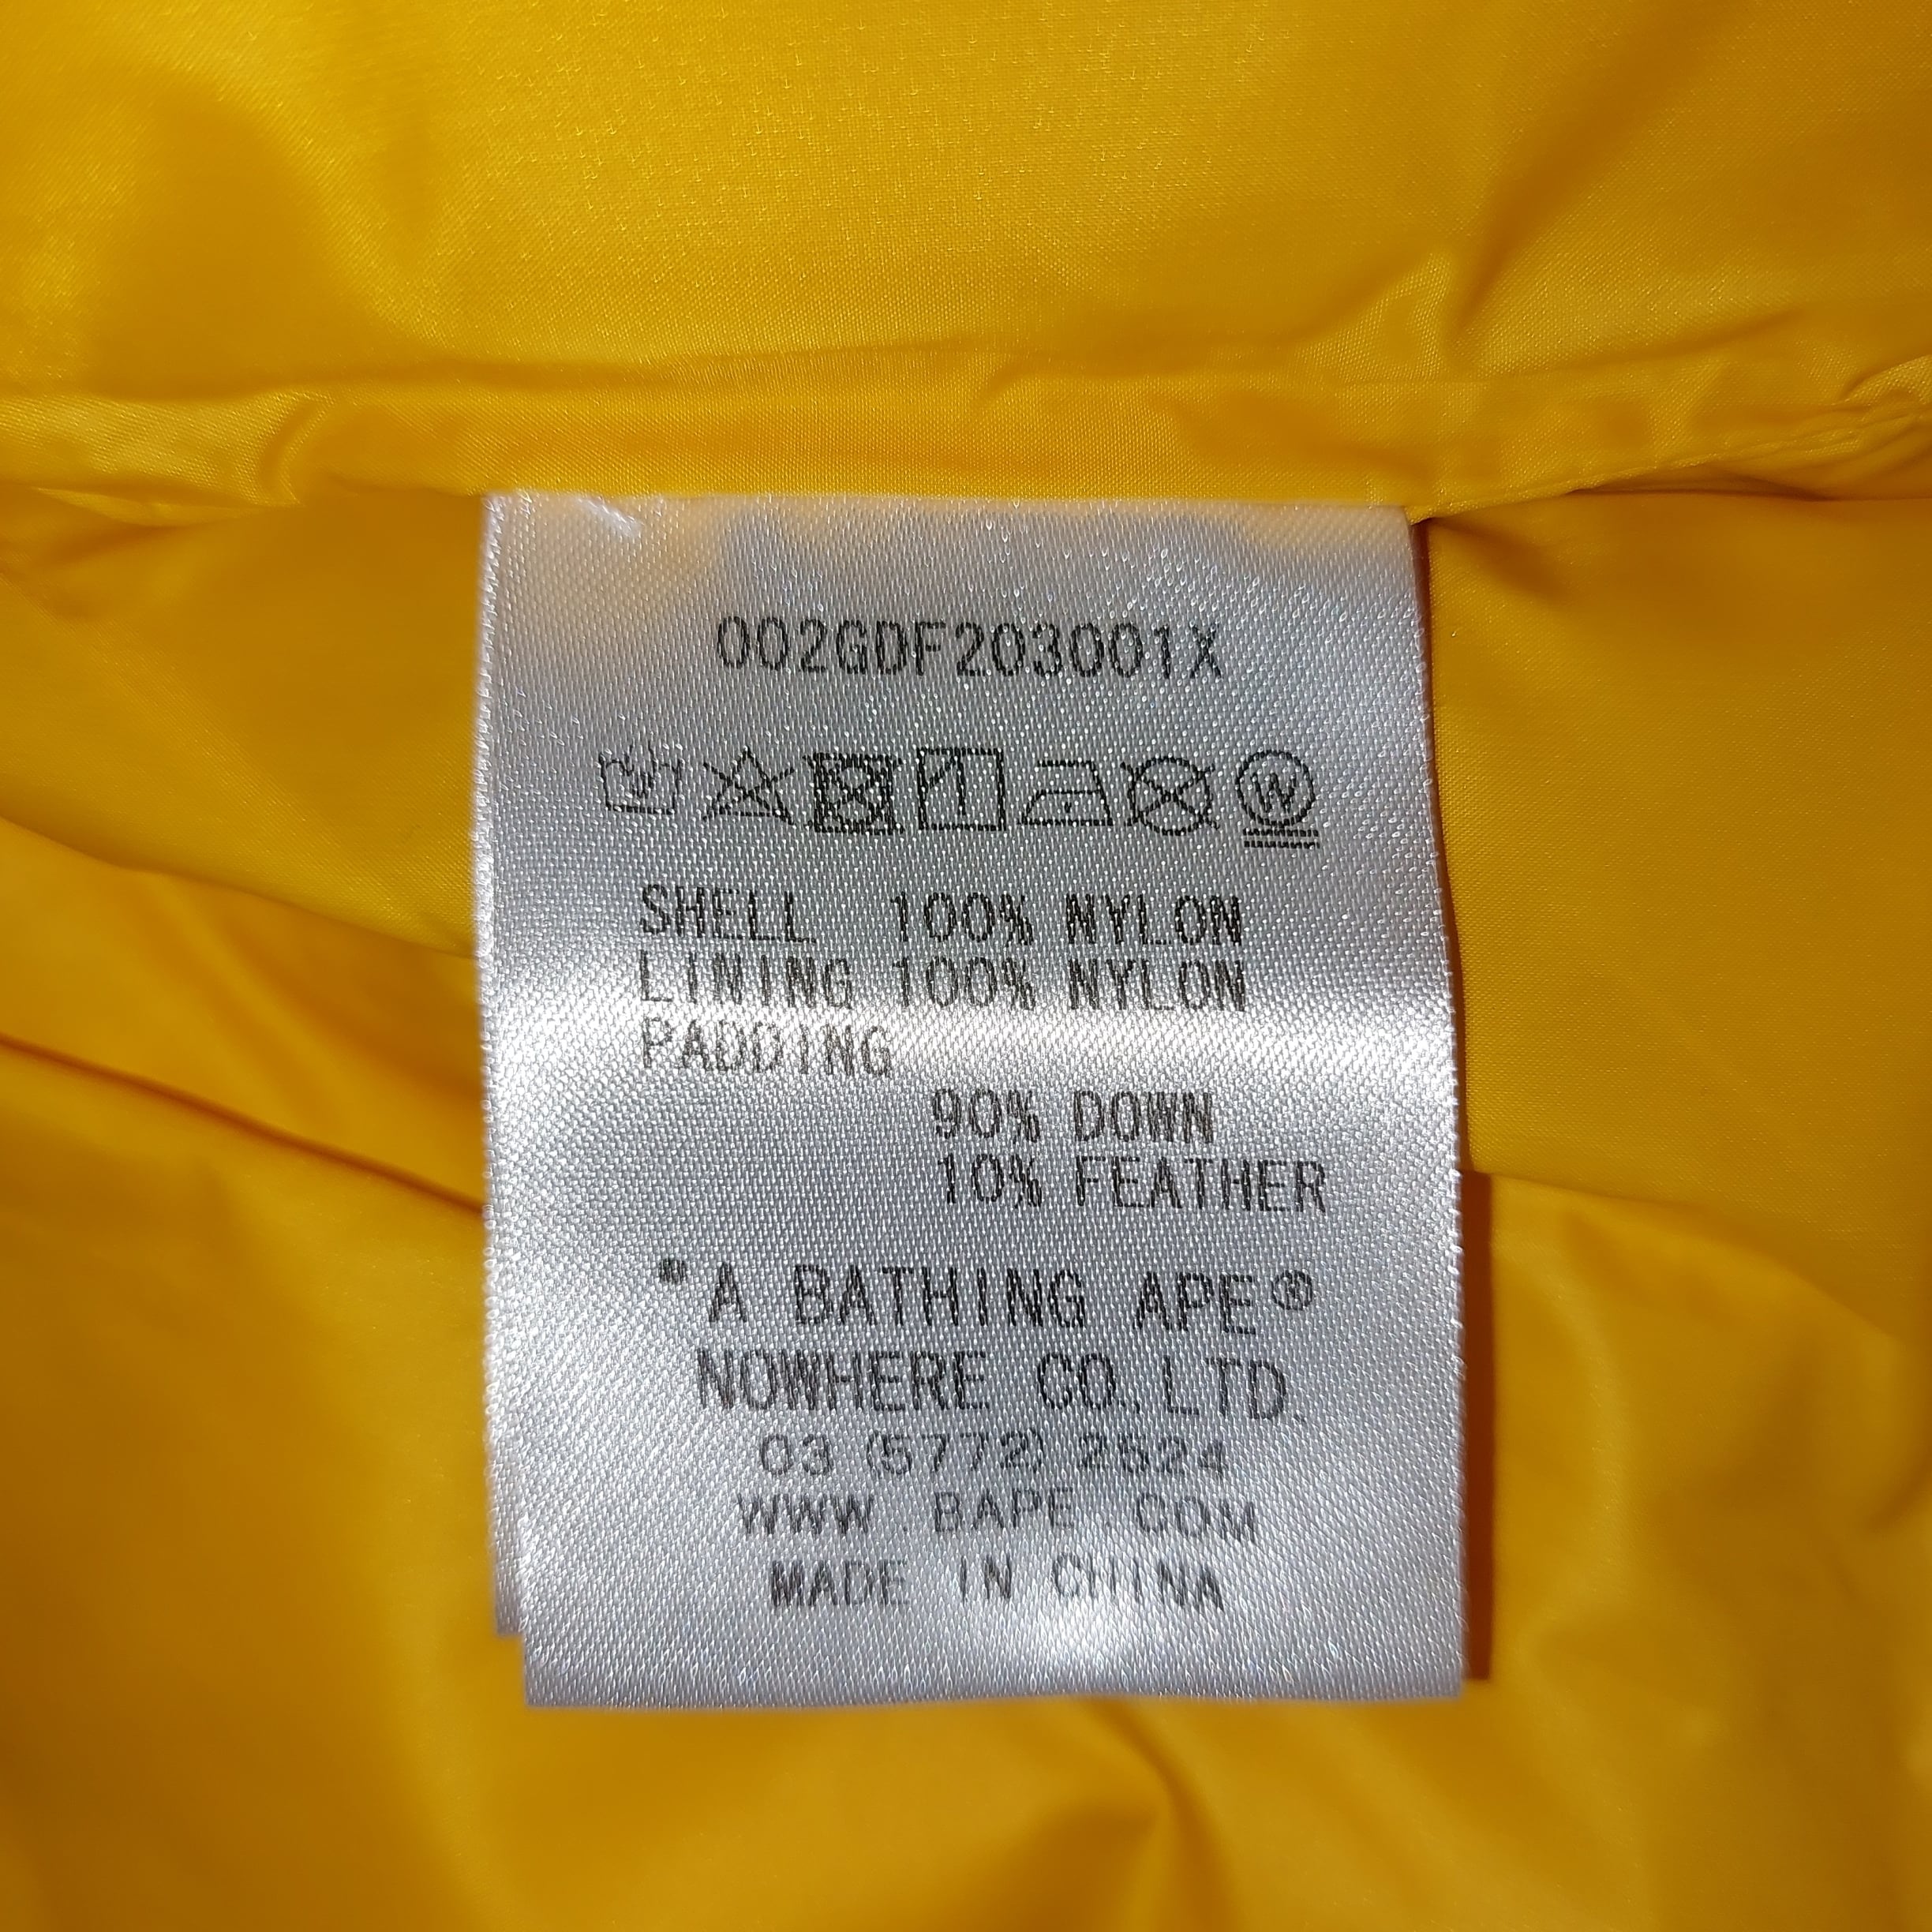 002GDF203001X
W
SHELL 100% NYLON
LINING 100% NYLON
PADDING
90% DOWN
10% FEATHER
A BATHING APE®
NOWHERE CO.,LTD.
03 (5772) 2524
WWW.BAPE.COM
MADE IN CHINA